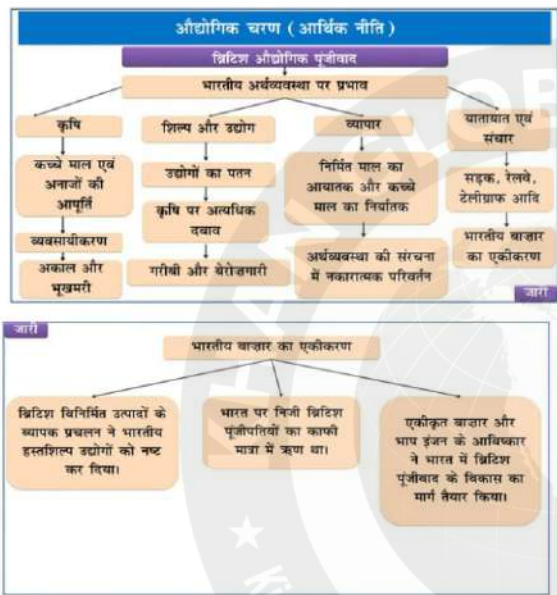 औद्योगिक चरण ( आर्थिक नीति )
ब्रिटिश औद्योगिक पूंजीवाद
भारतीय अर्थव्यवस्था पर प्रभाव
कृषि
कच्चे माल एवं
अनाजों की
आपूर्ति
व्यवसायीकरण
अकाल और
भूखमरी
शिल्प और उद्योग
उद्योगों का पतन
कृषि पर अत्यधिक
दबाव
गरीबी और बेरोज़गारी
व्यापार
निर्मित माल का
आयातक और कच्चे
माल का निर्यातक
अर्थव्यवस्था की संरचना
में नकारात्मक परिवर्तन
यातायात एवं
संचार
सड़क, रेलवे,
टेलीग्राफ आदि
भारतीय बाज़ार
का एकीकरण
जारी
जारी
भारतीय बाज़ार का एकीकरण
ब्रिटिश विनिर्मित उत्पादों के
व्यापक प्रचलन ने भारतीय
हस्तशिल्प उद्योगों को नष्ट
कर दिया।
भारत पर निजी ब्रिटिश
पूंजीपतियों का काफी
मात्रा में ऋण था।
एकीकृत बाज़ार और
भाप इंजन के आविष्कार
ने भारत में ब्रिटिश
पूंजीवाद के विकास का
मार्ग तैयार किया।